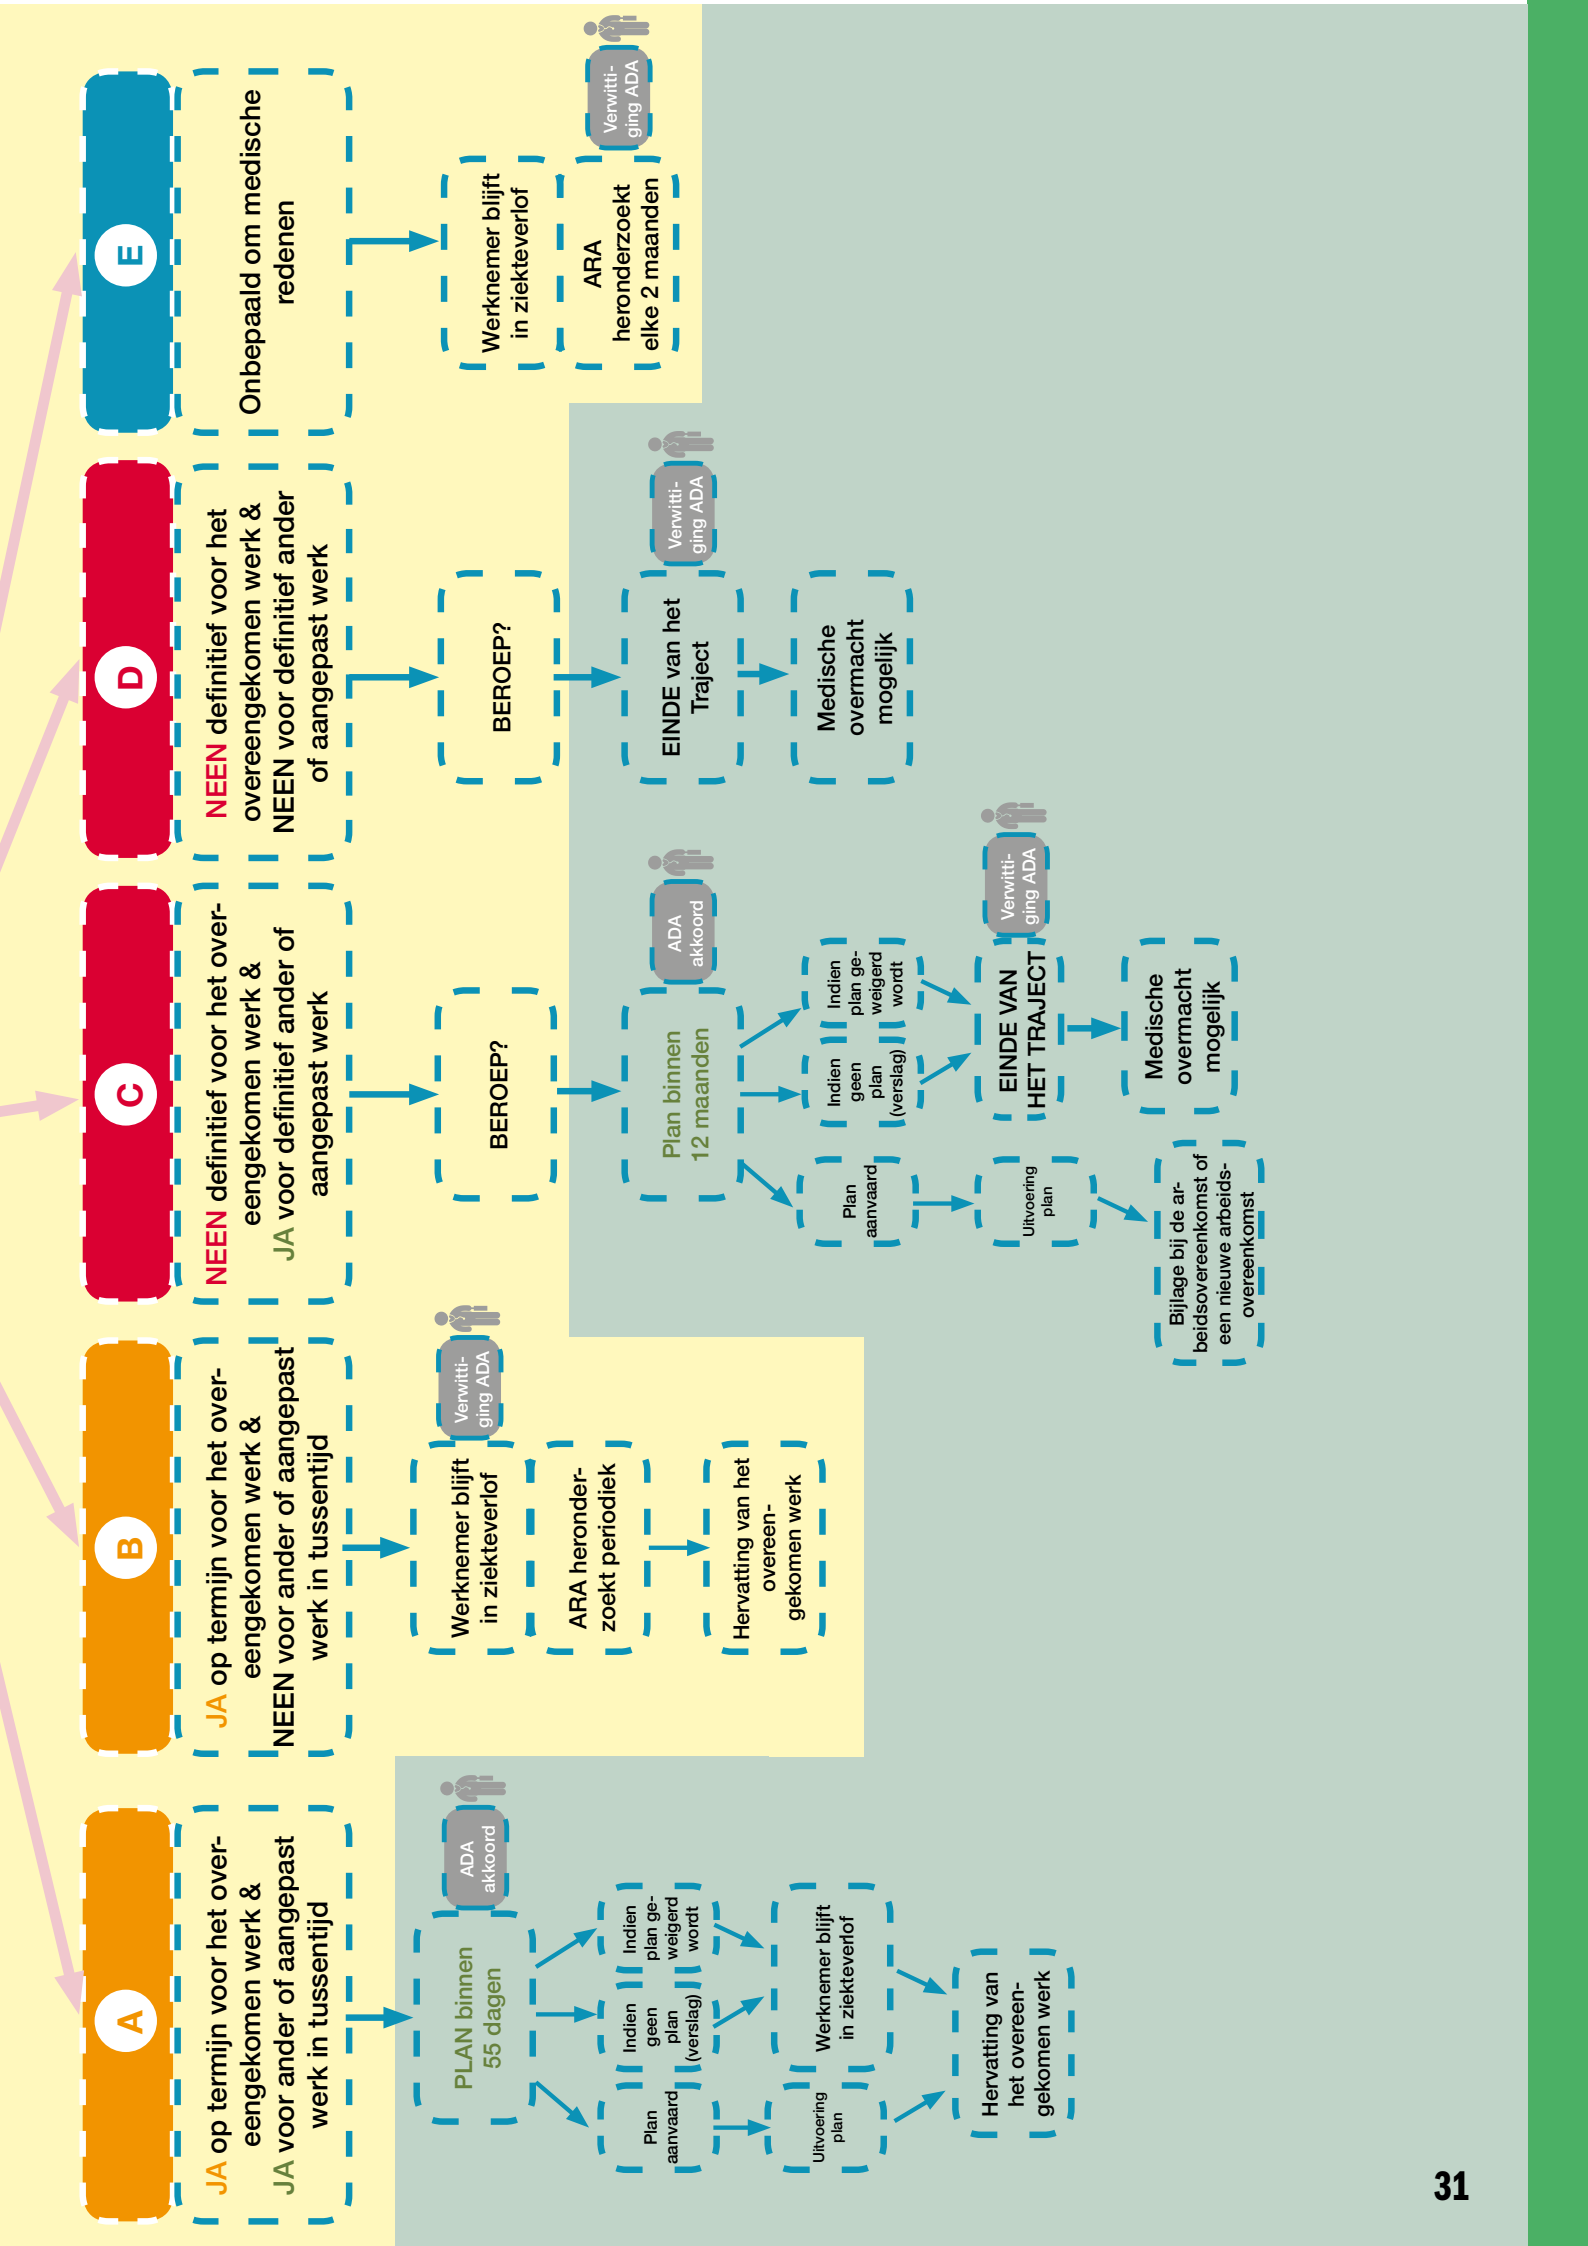 A
JA op termijn voor het over-
eengekomen werk &
JA voor ander of aangepast
werk in tussentijd
PLAN binnen
55 dagen
ADA
akkoord
Plan
aanvaard
Indien
geen
plan
(verslag)
Indien
plan ge-
weigerd
wordt
Uitvoering
plan
Werknemer blijft
in ziekteverlof
Hervatting van
het overeen-
gekomen werk
B
JA op termijn voor het over-
eengekomen werk &
NEEN voor ander of aangepast
werk in tussentijd
Werknemer blijft
in ziekteverlof
Verwitti-
ging ADA
ARA heronder-
zoekt periodiek
Hervatting van het
overeen-
gekomen werk
C
NEEN definitief voor het over-
eengekomen werk &
JA voor definitief ander of
aangepast werk
BEROEP?
Plan binnen
12 maanden
ADA
akkoord
Plan
aanvaard
Indien
geen
plan
(verslag)
Indien
plan ge-
weigerd
wordt
Uitvoering
plan
EINDE VAN
HET TRAJECT
Verwitti-
ging ADA
Bijlage bij de ar-
beidsovereenkomst of
een nieuwe arbeids-
overeenkomst
Medische
overmacht
mogelijk
D
NEEN definitief voor het
overeengekomen werk &
NEEN voor definitief ander
of aangepast werk
BEROEP?
EINDE van het
Traject
Verwitti-
ging ADA
Medische
overmacht
mogelijk
E
Onbepaald om medische
redenen
Werknemer blijft
in ziekteverlof
ARA
heronderzoekt
elke 2 maanden
Verwitti-
ging ADA
31